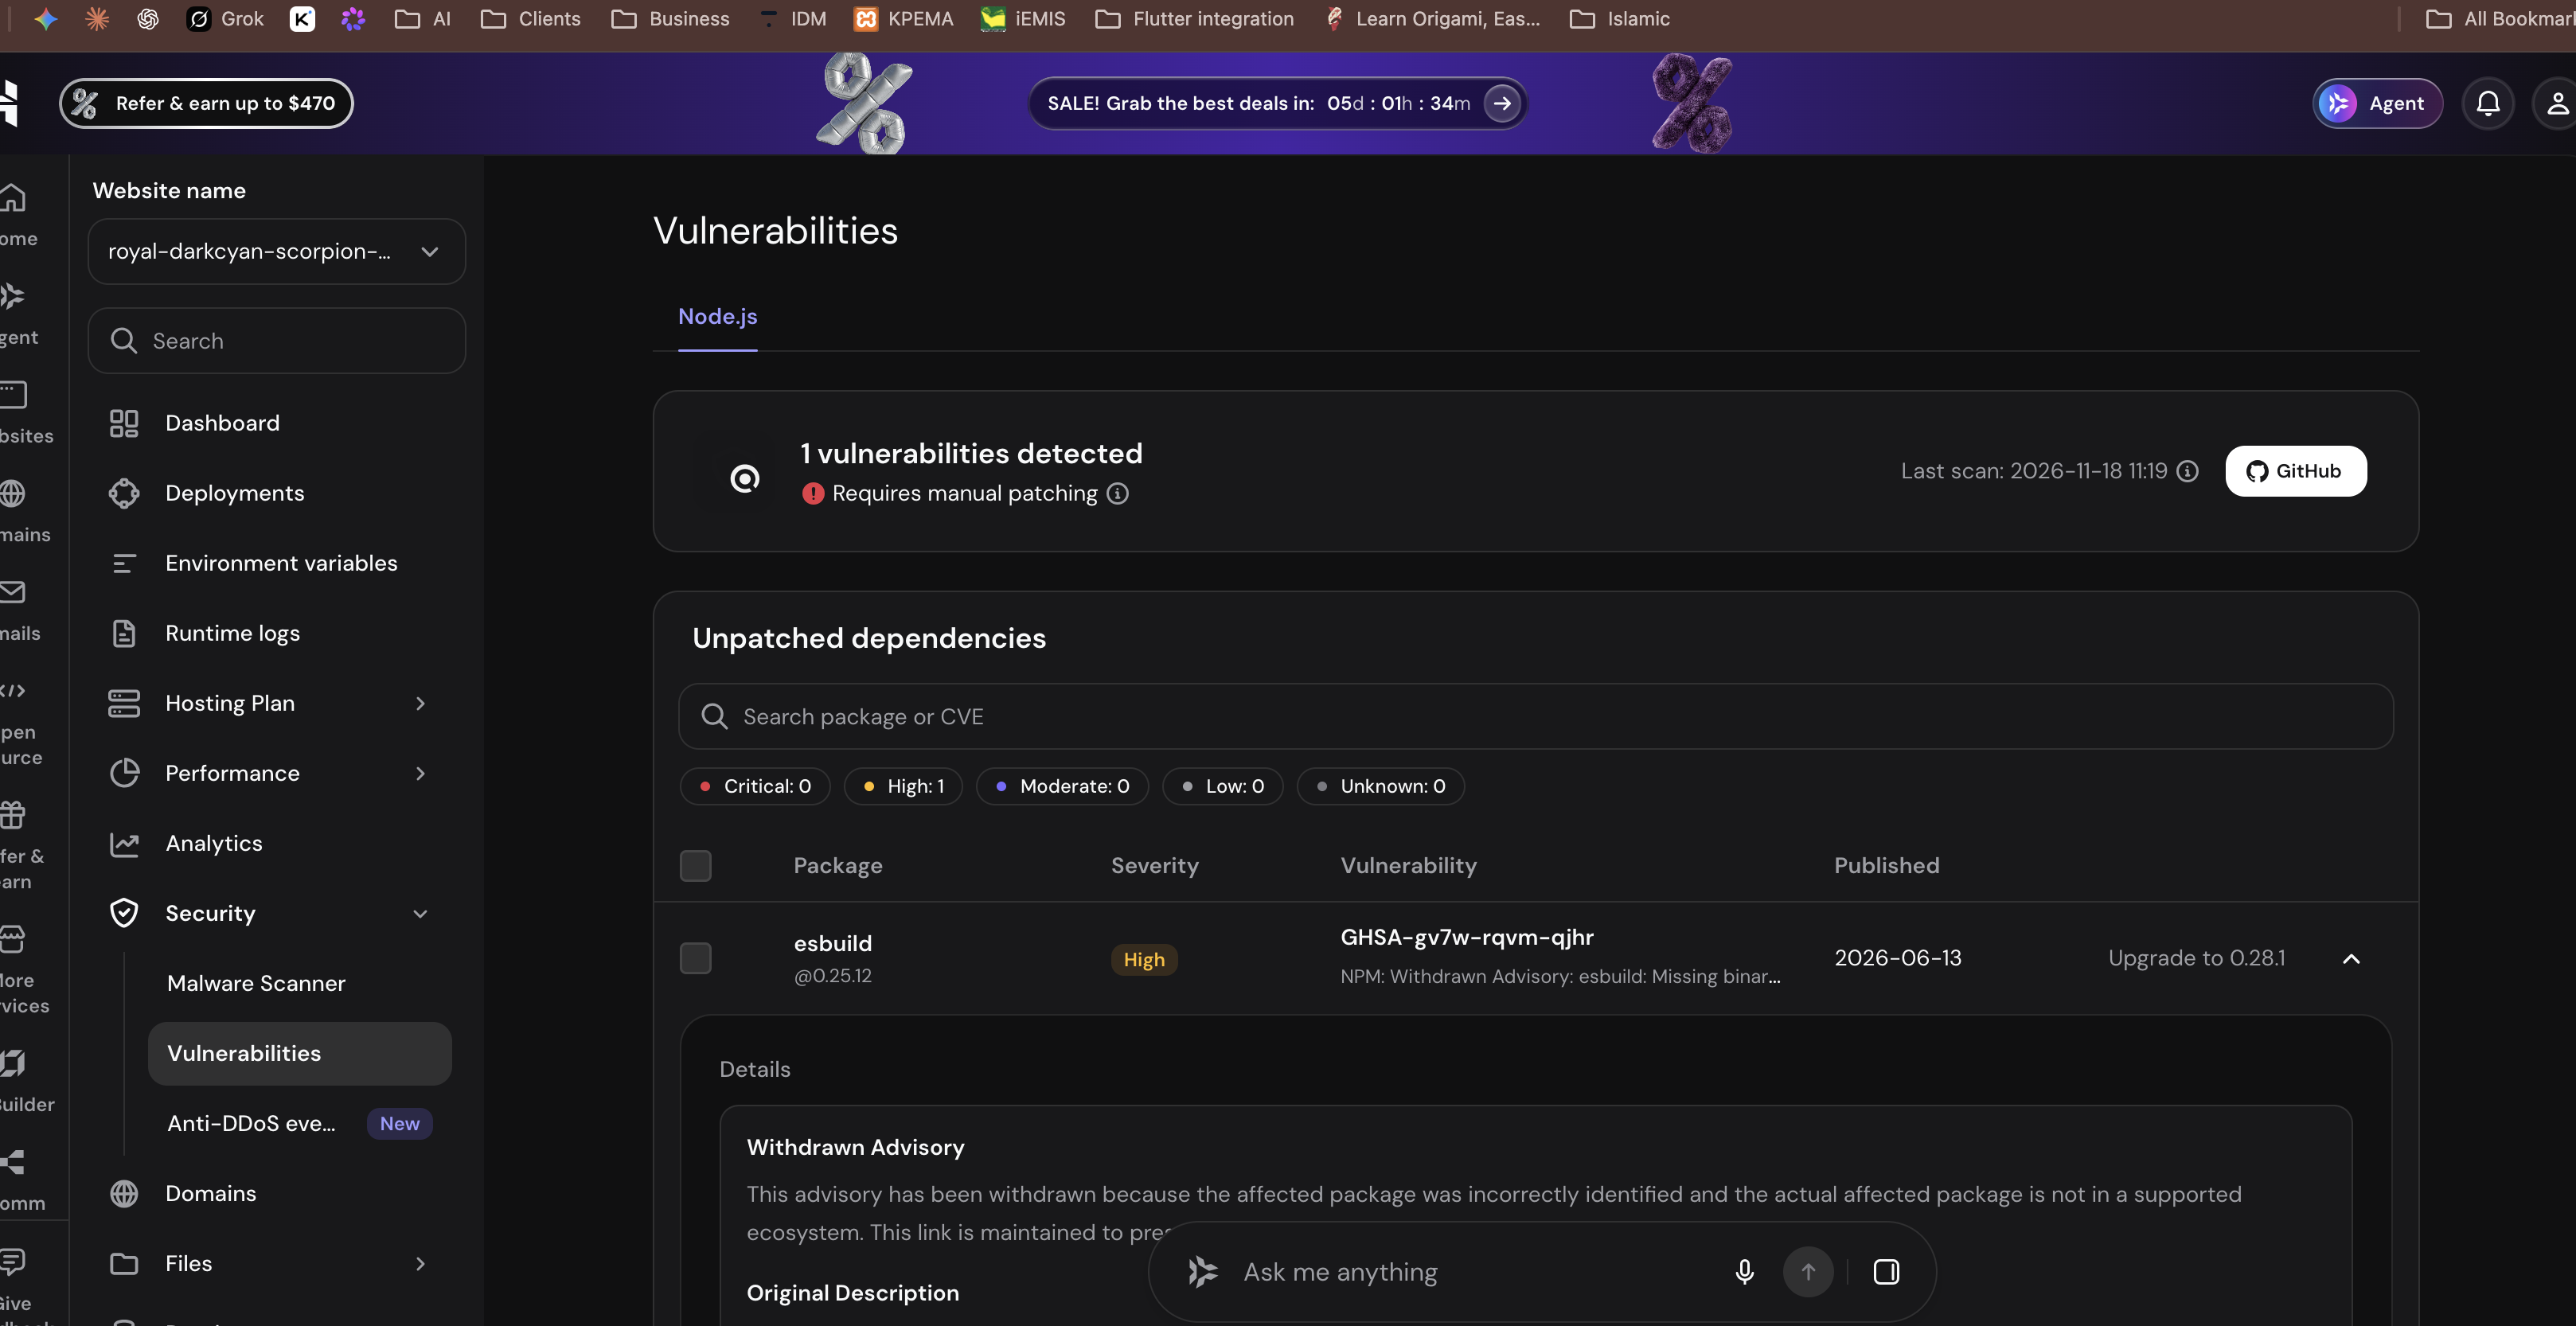 Grok
AI
Clients
Business
IDM
KPEMA
iEMIS
Flutter integration
Learn Origami, Eas...
Islamic
All Bookmar
Refer & earn up to $470
SALE! Grab the best deals in: 05d : 01h : 34m
Agent
ome
gent
bsites
mains
mails
pen
urce
fer &
arn
ore
rvices
uilder
omm
Give
Website name
royal-darkcyan-scorpion-...
Search
Dashboard
Deployments
Environment variables
Runtime logs
Hosting Plan
Performance
Analytics
Security
Malware Scanner
Vulnerabilities
Anti-DDoS eve... New
Domains
Files
Vulnerabilities
Node.js
1 vulnerabilities detected
Requires manual patching
Last scan: 2026-11-18 11:19
GitHub
Unpatched dependencies
Search package or CVE
Critical: 0 High: 1 Moderate: 0 Low: 0 Unknown: 0
Package Severity Vulnerability Published
esbuild
@0.25.12
High
GHSA-gv7w-rqvm-qjhr
NPM: Withdrawn Advisory: esbuild: Missing binar...
2026-06-13
Upgrade to 0.28.1
Details
Withdrawn Advisory
This advisory has been withdrawn because the affected package was incorrectly identified and the actual affected package is not in a supported
ecosystem. This link is maintained to pres
Original Description
Ask me anything